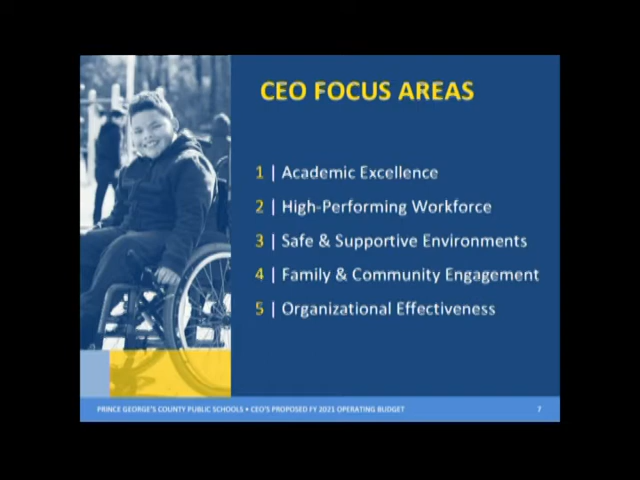 CEO FOCUS AREAS
1 | Academic Excellence
2 | High-Performing Workforce
3 | Safe & Supportive Environments
4 | Family & Community Engagement
5 | Organizational Effectiveness
PRINCE GEORGE'S COUNTY PUBLIC SCHOOLS • CEO'S PROPOSED FY 2021 OPERATING BUDGET 7